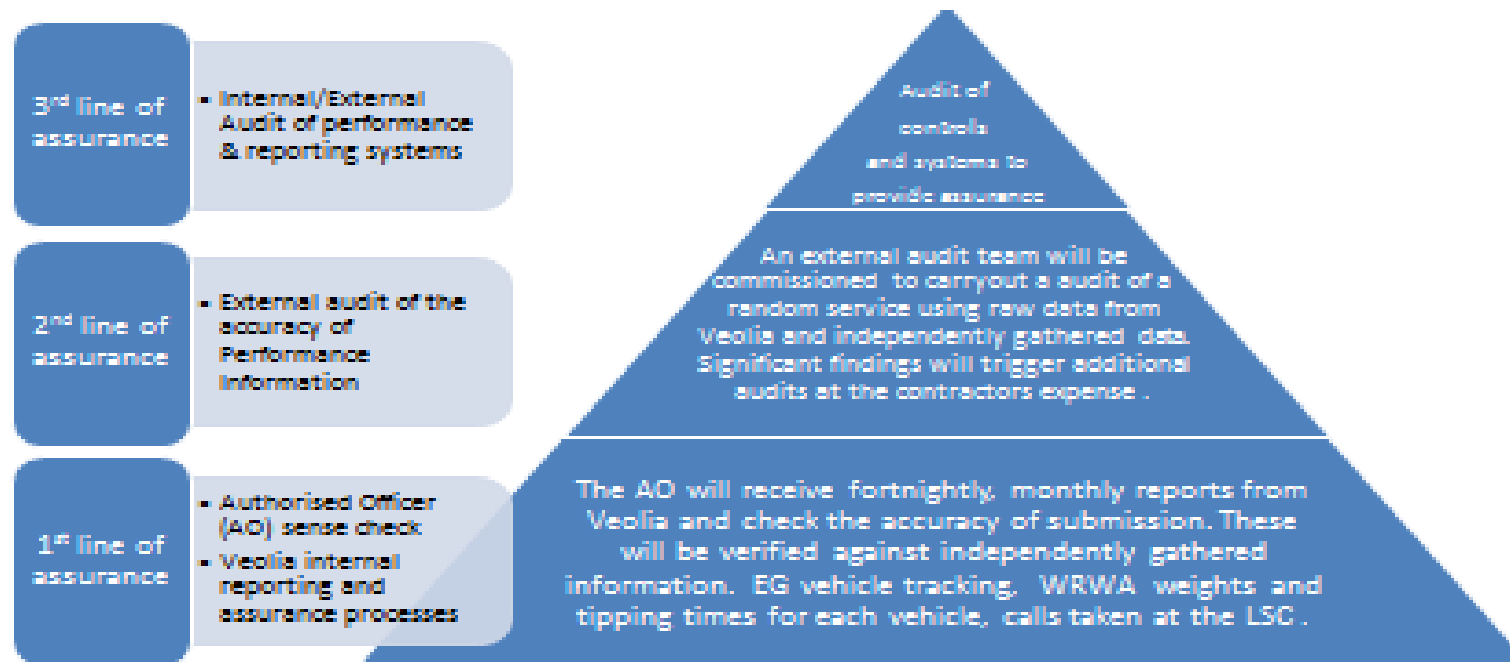 3rd line of
assurance
▪ Internal/External
Audit of performance
& reporting systems
Audit of
controls
and systems to
provide assurance
2nd line of
assurance
▪ External audit of the
accuracy of
Performance
Information
An external audit team will be
commissioned to carryout a audit of a
random service using raw data from
Veolia and independently gathered data.
Significant findings will trigger additional
audits at the contractors expense .
1st line of
assurance
▪ Authorised Officer
(AO) sense check
▪ Veolia internal
reporting and
assurance processes
The AO will receive fortnightly, monthly reports from
Veolia and check the accuracy of submission. These
will be verified against independently gathered
information. EG vehicle tracking, WRWA weights and
tipping times for each vehicle, calls taken at the LSC .